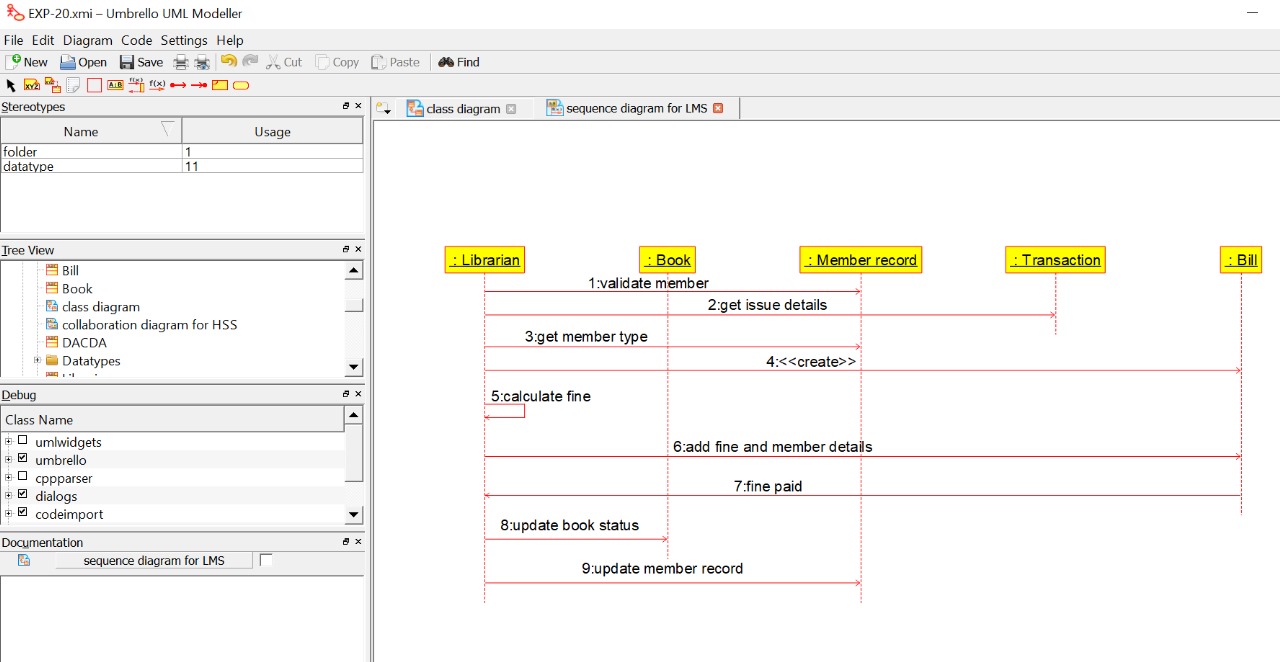 EXP-20.xmi – Umbrello UML Modeller
File Edit Diagram Code Settings Help
New Open Save Cut Copy Paste Find
Stereotypes
Name Usage
folder 1
datatype 11
Tree View
Bill
Book
class diagram
collaboration diagram for HSS
DACDA
Datatypes
Debug
Class Name
umlwidgets
umbrello
cppparser
dialogs
codeimport
Documentation
sequence diagram for LMS
class diagram
sequence diagram for LMS
: Librarian : Book : Member record : Transaction : Bill
1:validate member
2:get issue details
3:get member type
4:<<create>>
5:calculate fine
6:add fine and member details
7:fine paid
8:update book status
9:update member record